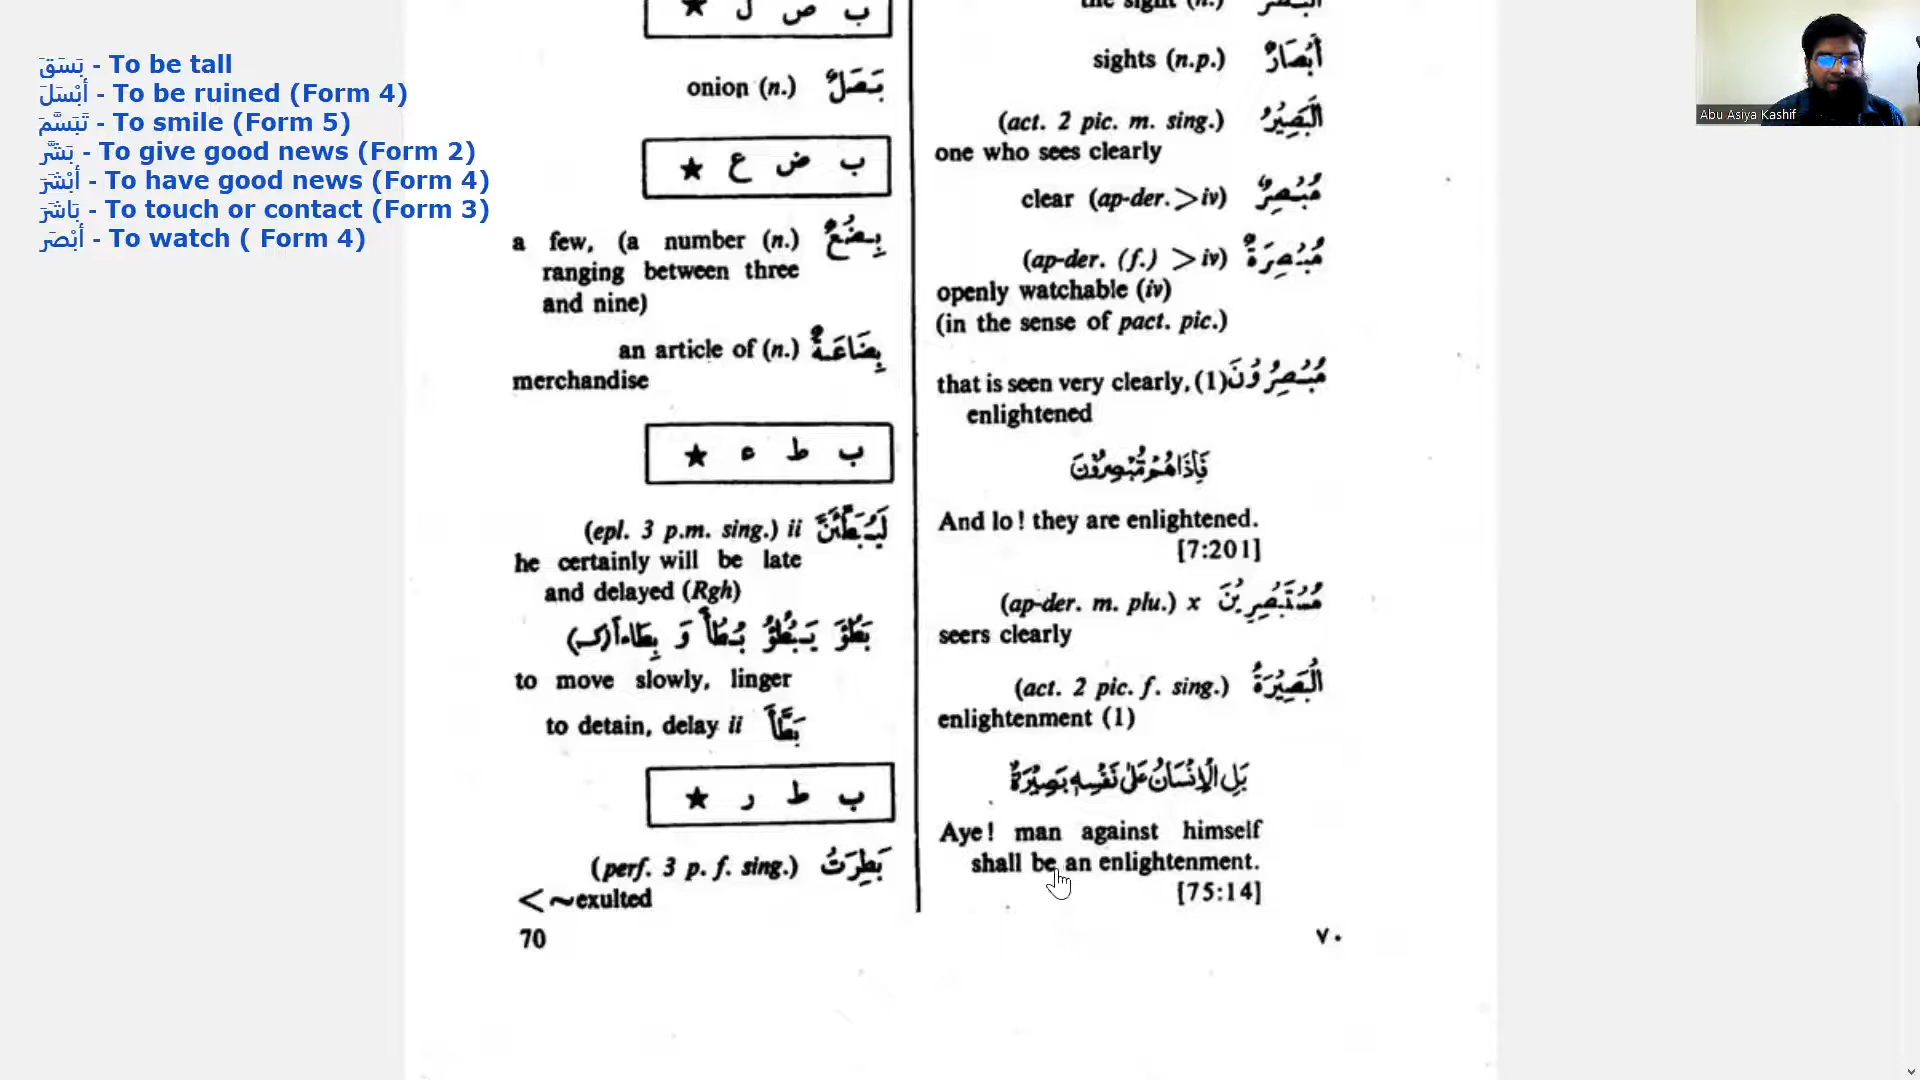 بَسَقَ - To be tall
أَبْسَلَ - To be ruined (Form 4)
تَبَسَّمَ - To smile (Form 5)
بَشَّرَ - To give good news (Form 2)
أَبْشَرَ - To have good news (Form 4)
بَاشَرَ - To touch or contact (Form 3)
أَبْصَرَ - To watch ( Form 4)
Abu Asiya Kashif
the sight (n.) الْبَصَرُ
sights (n.p.) أَبْصَارٌ
(act. 2 pic. m. sing.) الْبَصِيْرُ
one who sees clearly
clear (ap-der.>iv) مُبْصِرٌ
(ap-der. (f.) >iv) مُبْصِرَةٌ
openly watchable (iv)
(in the sense of pact. pic.)
that is seen very clearly, (1) مُبْصِرُوْنَ
enlightened
فَاِذَا هُمْ مُّبْصِرُوْنَ
And lo! they are enlightened.
[7:201]
(ap-der. m. plu.) x مُسْتَبْصِرِيْنَ
seers clearly
(act. 2 pic. f. sing.) الْبَصِيْرَةُ
enlightenment (1)
بَلِ الْاِنْسَانُ عَلٰى نَفْسِهٖ بَصِيْرَةٌ
Aye! man against himself
shall be an enlightenment.
[75:14]
٧٠
★ ب ص ل
onion (n.) بَصَلٌ
★ ب ض ع
a few, (a number (n.) بِضْعٌ
ranging between three
and nine)
an article of (n.) بِضَاعَةٌ
merchandise
★ ب ط ء
(epl. 3 p.m. sing.) ii لَيُبَطِّئَنَّ
he certainly will be late
and delayed (Rgh)
بَطُؤَ يَبْطُؤُ بُطْأً وَ بِطَاءً (ك)
to move slowly, linger
to detain, delay ii بَطَّأَ
★ ب ط ر
(perf. 3 p. f. sing.) بَطِرَتْ
<~exulted
70